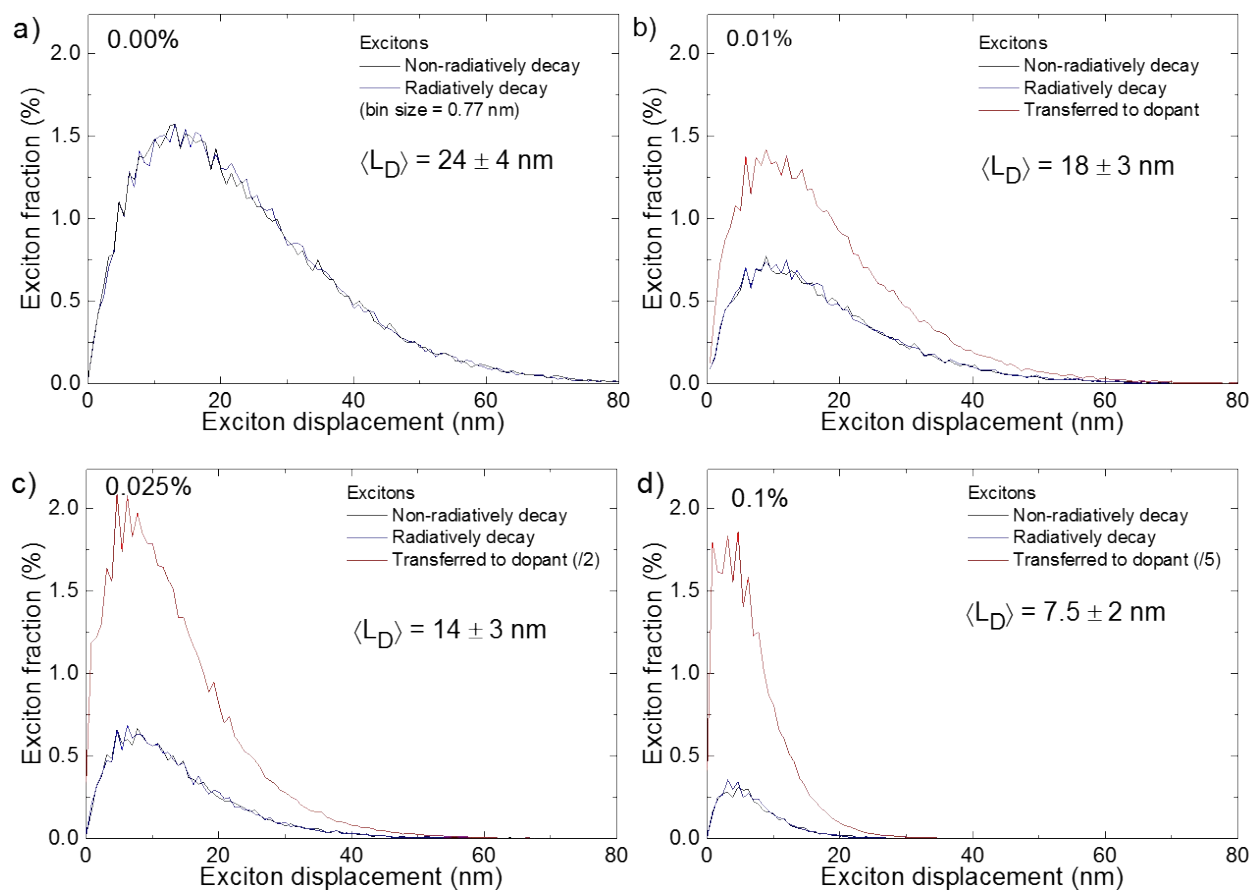 a)
0.00%
Excitons
Non-radiatively decay
Radiatively decay
(bin size = 0.77 nm)
⟨L_D⟩ = 24 ± 4 nm
Exciton fraction (%)
2.0
1.5
1.0
0.5
0.0
0 20 40 60 80
Exciton displacement (nm)
b)
0.01%
Excitons
Non-radiatively decay
Radiatively decay
Transferred to dopant
⟨L_D⟩ = 18 ± 3 nm
Exciton fraction (%)
2.0
1.5
1.0
0.5
0.0
0 20 40 60 80
Exciton displacement (nm)
c)
0.025%
Excitons
Non-radiatively decay
Radiatively decay
Transferred to dopant (/2)
⟨L_D⟩ = 14 ± 3 nm
Exciton fraction (%)
2.0
1.5
1.0
0.5
0.0
0 20 40 60 80
Exciton displacement (nm)
d)
0.1%
Excitons
Non-radiatively decay
Radiatively decay
Transferred to dopant (/5)
⟨L_D⟩ = 7.5 ± 2 nm
Exciton fraction (%)
2.0
1.5
1.0
0.5
0.0
0 20 40 60 80
Exciton displacement (nm)